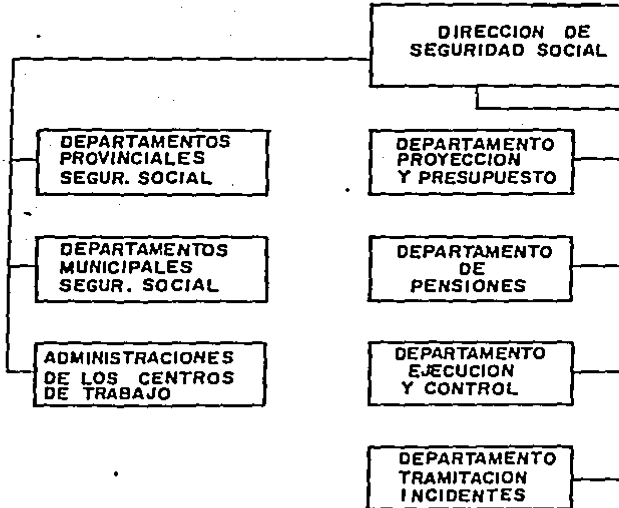 DIRECCION DE
SEGURIDAD SOCIAL
DEPARTAMENTOS
PROVINCIALES
SEGUR. SOCIAL
DEPARTAMENTO
PROYECCION
Y PRESUPUESTO
DEPARTAMENTOS
MUNICIPALES
SEGUR. SOCIAL
DEPARTAMENTO
DE
PENSIONES
ADMINISTRACIONES
DE LOS CENTROS
DE TRABAJO
DEPARTAMENTO
EJECUCION
Y CONTROL
DEPARTAMENTO
TRAMITACION
INCIDENTES